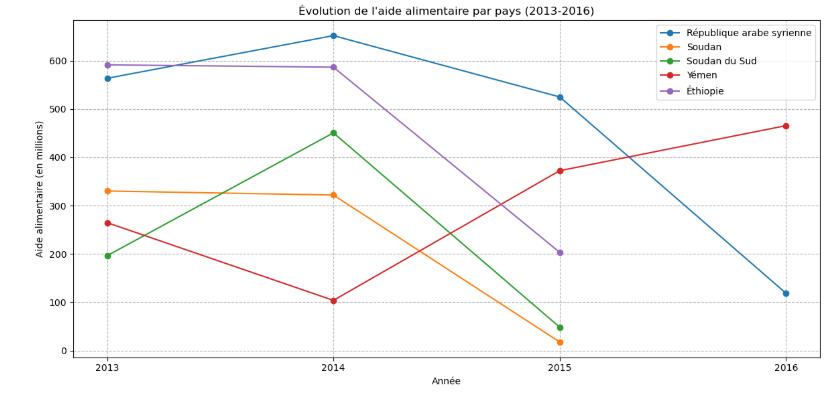 Évolution de l'aide alimentaire par pays (2013-2016)
République arabe syrienne
Soudan
Soudan du Sud
Yémen
Éthiopie
Aide alimentaire (en millions)
600
500
400
300
200
100
0
2013 2014 2015 2016
Année